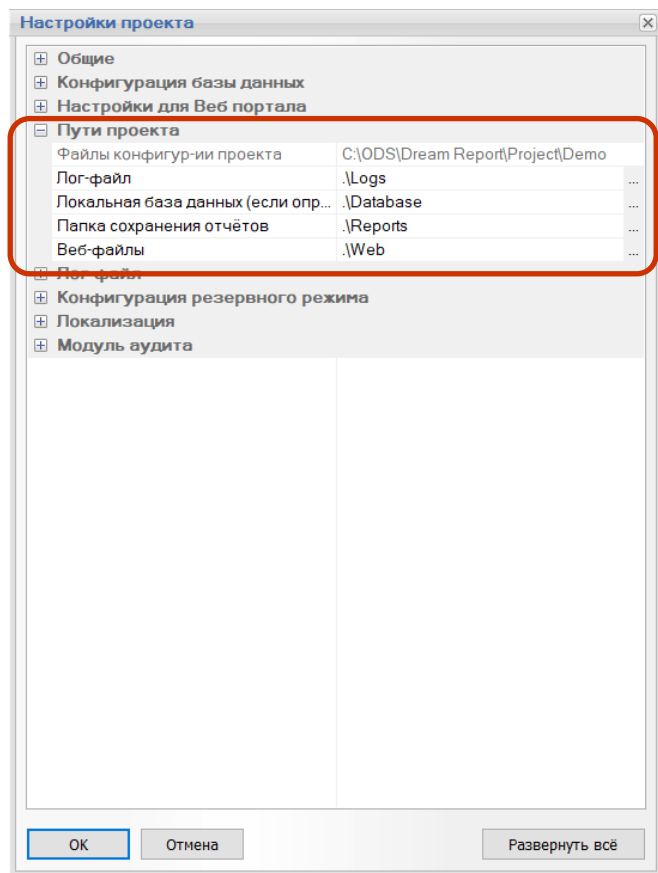 Настройки проекта
Общие
Конфигурация базы данных
Настройки для Веб портала
Пути проекта
Файлы конфигур-ии проекта C:\ODS\Dream Report\Project\Demo
Лог-файл .\Logs ...
Локальная база данных (если опр... .\Database ...
Папка сохранения отчётов .\Reports ...
Веб-файлы .\Web ...
Лог-файл
Конфигурация резервного режима
Локализация
Модуль аудита
OK Отмена Развернуть всё